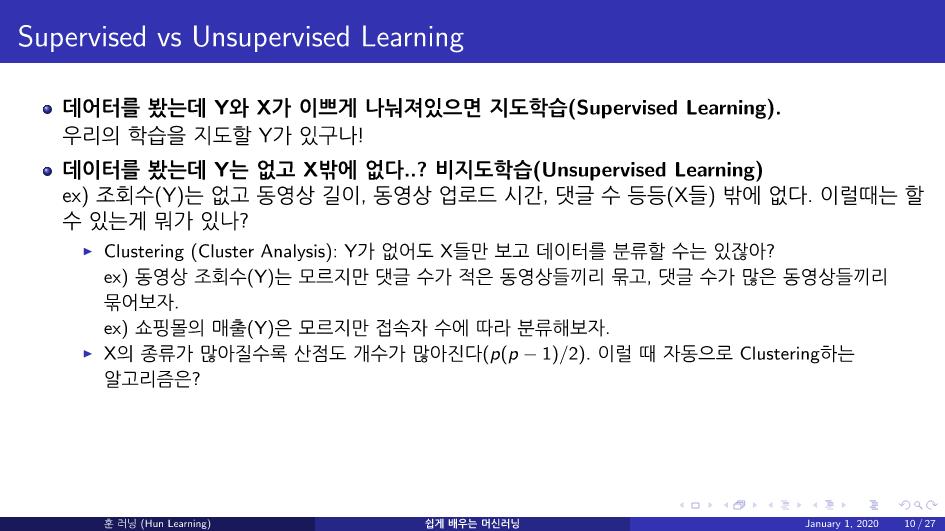 Supervised vs Unsupervised Learning
데어터를 봤는데 Y와 X가 이쁘게 나눠져있으면 지도학습(Supervised Learning).
우리의 학습을 지도할 Y가 있구나!
데이터를 봤는데 Y는 없고 X밖에 없다..? 비지도학습(Unsupervised Learning)
ex) 조회수(Y)는 없고 동영상 길이, 동영상 업로드 시간, 댓글 수 등등(X들) 밖에 없다. 이럴때는 할
수 있는게 뭐가 있나?
Clustering (Cluster Analysis): Y가 없어도 X들만 보고 데이터를 분류할 수는 있잖아?
ex) 동영상 조회수(Y)는 모르지만 댓글 수가 적은 동영상들끼리 묶고, 댓글 수가 많은 동영상들끼리
묶어보자.
ex) 쇼핑몰의 매출(Y)은 모르지만 접속자 수에 따라 분류해보자.
X의 종류가 많아질수록 산점도 개수가 많아진다(p(p − 1)/2). 이럴 때 자동으로 Clustering하는
알고리즘은?
훈 러닝 (Hun Learning) 쉽게 배우는 머신러닝 January 1, 2020 10 / 27